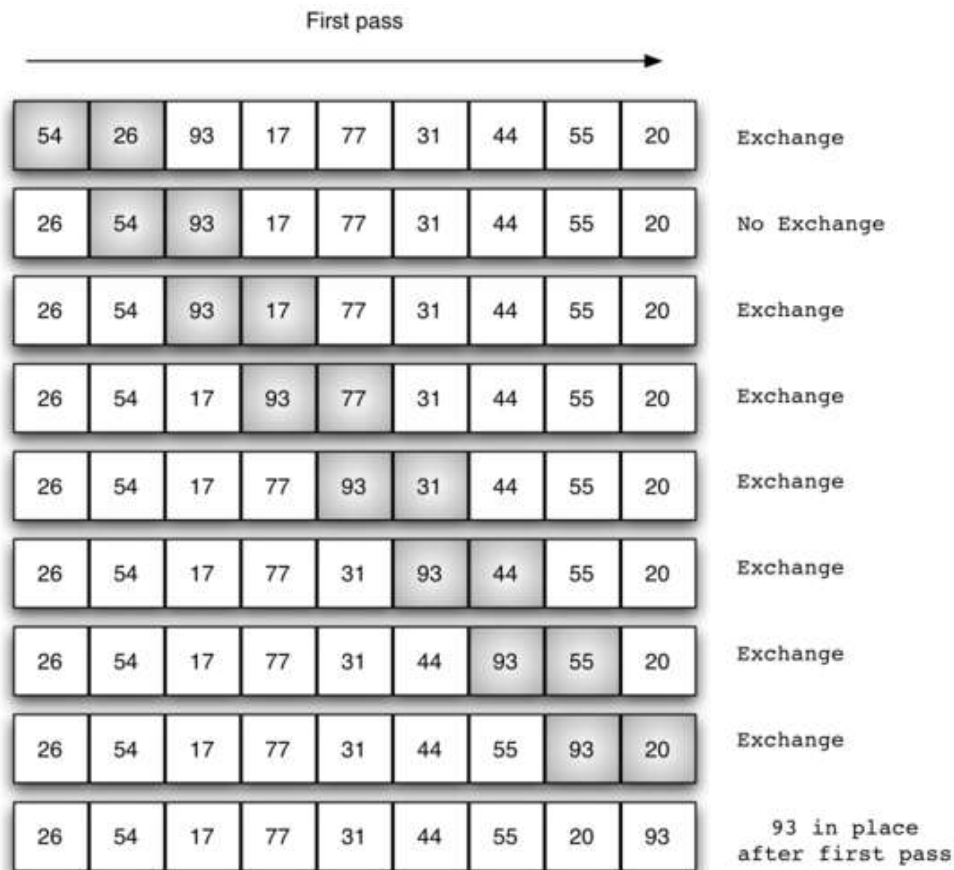 First pass
54 26 93 17 77 31 44 55 20 Exchange
26 54 93 17 77 31 44 55 20 No Exchange
26 54 93 17 77 31 44 55 20 Exchange
26 54 17 93 77 31 44 55 20 Exchange
26 54 17 77 93 31 44 55 20 Exchange
26 54 17 77 31 93 44 55 20 Exchange
26 54 17 77 31 44 93 55 20 Exchange
26 54 17 77 31 44 55 93 20 Exchange
26 54 17 77 31 44 55 20 93 93 in place
after first pass